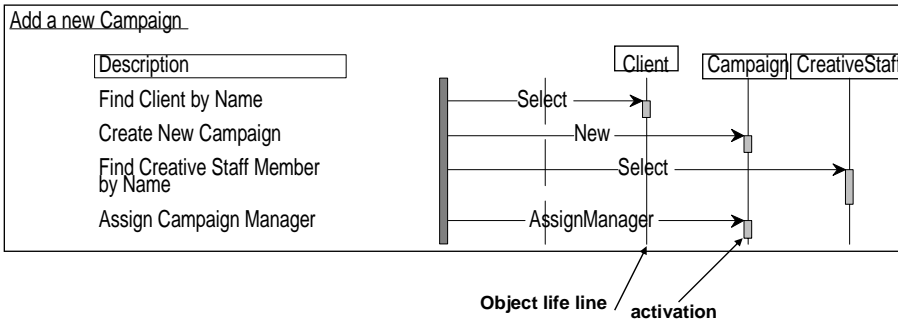 Add a new Campaign
Description
Client
Campaign
CreativeStaff
Find Client by Name
Select
Create New Campaign
New
Find Creative Staff Member
by Name
Select
Assign Campaign Manager
AssignManager
Object life line
activation